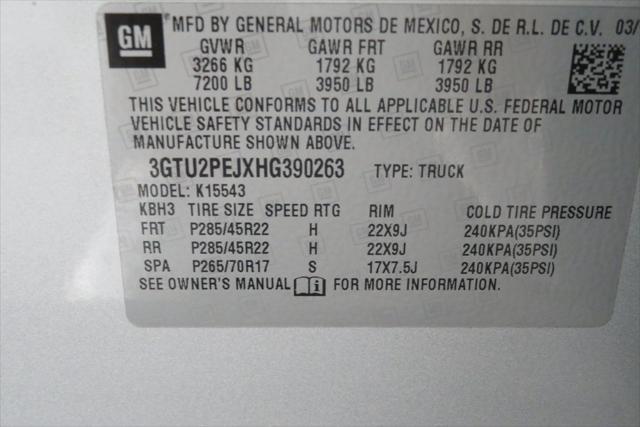 GM MFD BY GENERAL MOTORS DE MEXICO, S. DE R.L. DE C.V. 03/
GVWR GAWR FRT GAWR RR
3266 KG 1792 KG 1792 KG
7200 LB 3950 LB 3950 LB
THIS VEHICLE CONFORMS TO ALL APPLICABLE U.S. FEDERAL MOTOR
VEHICLE SAFETY STANDARDS IN EFFECT ON THE DATE OF
MANUFACTURE SHOWN ABOVE.
3GTU2PEJXHG390263 TYPE: TRUCK
MODEL: K15543
KBH3 TIRE SIZE SPEED RTG RIM COLD TIRE PRESSURE
FRT P285/45R22 H 22X9J 240KPA(35PSI)
RR P285/45R22 H 22X9J 240KPA(35PSI)
SPA P265/70R17 S 17X7.5J 240KPA(35PSI)
SEE OWNER'S MANUAL FOR MORE INFORMATION.